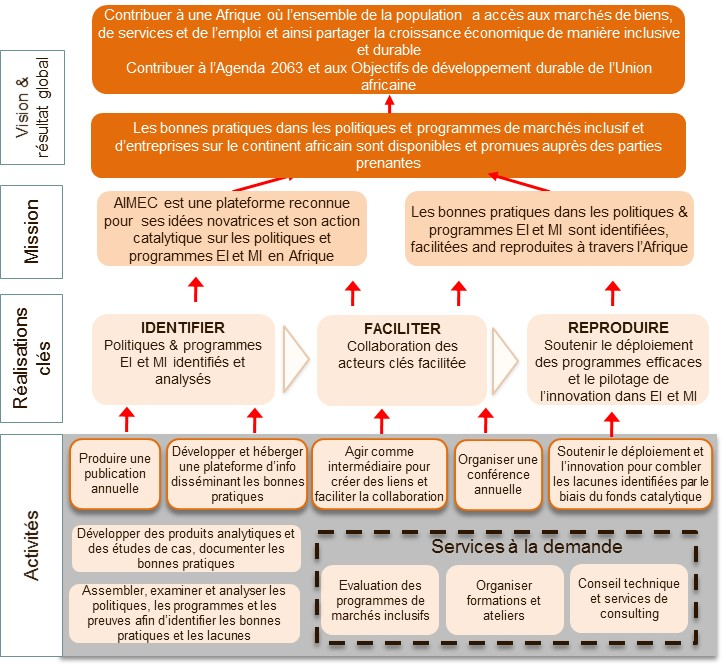 Vision &
résultat global
Contribuer à une Afrique où l'ensemble de la population a accès aux marchés de biens,
de services et de l'emploi et ainsi partager la croissance économique de manière inclusive
et durable
Contribuer à l'Agenda 2063 et aux Objectifs de développement durable de l'Union
africaine
Les bonnes pratiques dans les politiques et programmes de marchés inclusif et
d'entreprises sur le continent africain sont disponibles et promues auprès des parties
prenantes
Mission
AIMEC est une plateforme reconnue
pour ses idées novatrices et son action
catalytique sur les politiques et
programmes EI et MI en Afrique
Les bonnes pratiques dans les politiques &
programmes EI et MI sont identifiées,
facilitées and reproduites à travers l'Afrique
Réalisations
clés
IDENTIFIER
Politiques & programmes
EI et MI identifiés et
analysés
FACILITER
Collaboration des
acteurs clés facilitée
REPRODUIRE
Soutenir le déploiement
des programmes efficaces
et le pilotage de
l'innovation dans EI et MI
Activités
Produire une
publication
annuelle
Développer et héberger
une plateforme d'info
disséminant les bonnes
pratiques
Agir comme
intermédiaire pour
créer des liens et
faciliter la collaboration
Organiser une
conférence
annuelle
Soutenir le déploiement et
l'innovation pour combler
les lacunes identifiées par le
biais du fonds catalytique
Développer des produits analytiques et
des études de cas, documenter les
bonnes pratiques
Assembler, examiner et analyser les
politiques, les programmes et les
preuves afin d'identifier les bonnes
pratiques et les lacunes
Services à la demande
Evaluation des
programmes de
marchés inclusifs
Organiser
formations et
ateliers
Conseil technique
et services de
consulting